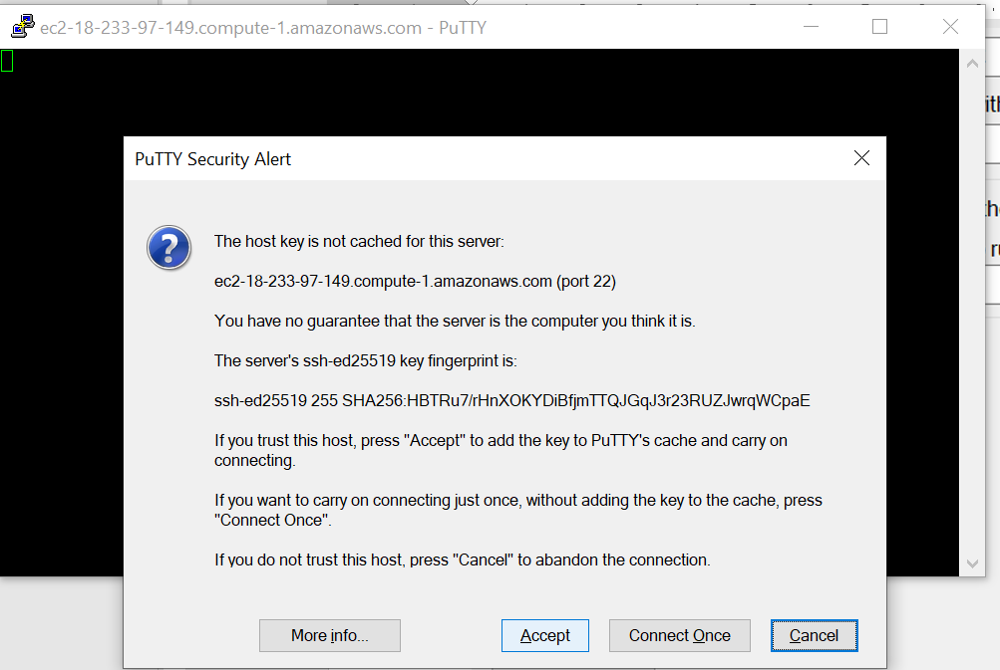 ec2-18-233-97-149.compute-1.amazonaws.com - PuTTY
PuTTY Security Alert
The host key is not cached for this server:
ec2-18-233-97-149.compute-1.amazonaws.com (port 22)
You have no guarantee that the server is the computer you think it is.
The server's ssh-ed25519 key fingerprint is:
ssh-ed25519 255 SHA256:HBTRu7/rHnXOKYDiBfjmTTQJGqJ3r23RUZJwrqWCpaE
If you trust this host, press "Accept" to add the key to PuTTY's cache and carry on
connecting.
If you want to carry on connecting just once, without adding the key to the cache, press
"Connect Once".
If you do not trust this host, press "Cancel" to abandon the connection.
More info...
Accept
Connect Once
Cancel